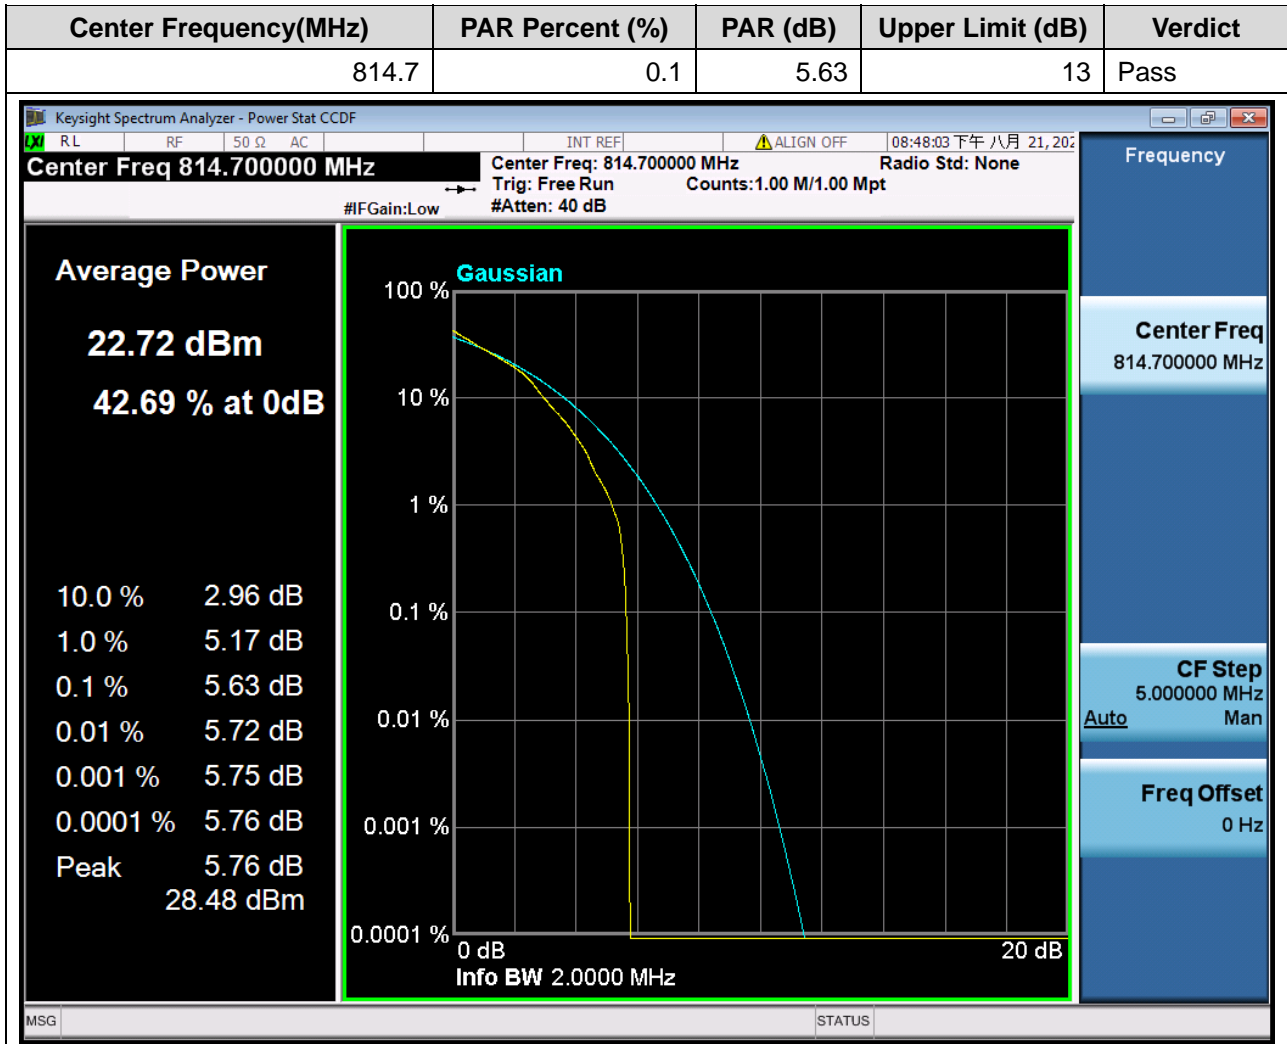 Center Frequency(MHz) PAR Percent (%) PAR (dB) Upper Limit (dB) Verdict
814.7 0.1 5.63 13 Pass
Keysight Spectrum Analyzer - Power Stat CCDF
LXI RL RF 50 Ω AC INT REF ALIGN OFF 08:48:03 下午 八月 21, 202
Center Freq 814.700000 MHz
Center Freq: 814.700000 MHz Radio Std: None
Trig: Free Run Counts:1.00 M/1.00 Mpt
#IFGain:Low #Atten: 40 dB
Frequency
Average Power
22.72 dBm
42.69 % at 0dB
10.0 % 2.96 dB
1.0 % 5.17 dB
0.1 % 5.63 dB
0.01 % 5.72 dB
0.001 % 5.75 dB
0.0001 % 5.76 dB
Peak 5.76 dB
28.48 dBm
Gaussian
100 %
10 %
1 %
0.1 %
0.01 %
0.001 %
0.0001 %
0 dB 20 dB
Info BW 2.0000 MHz
Center Freq
814.700000 MHz
CF Step
5.000000 MHz
Auto Man
Freq Offset
0 Hz
MSG STATUS